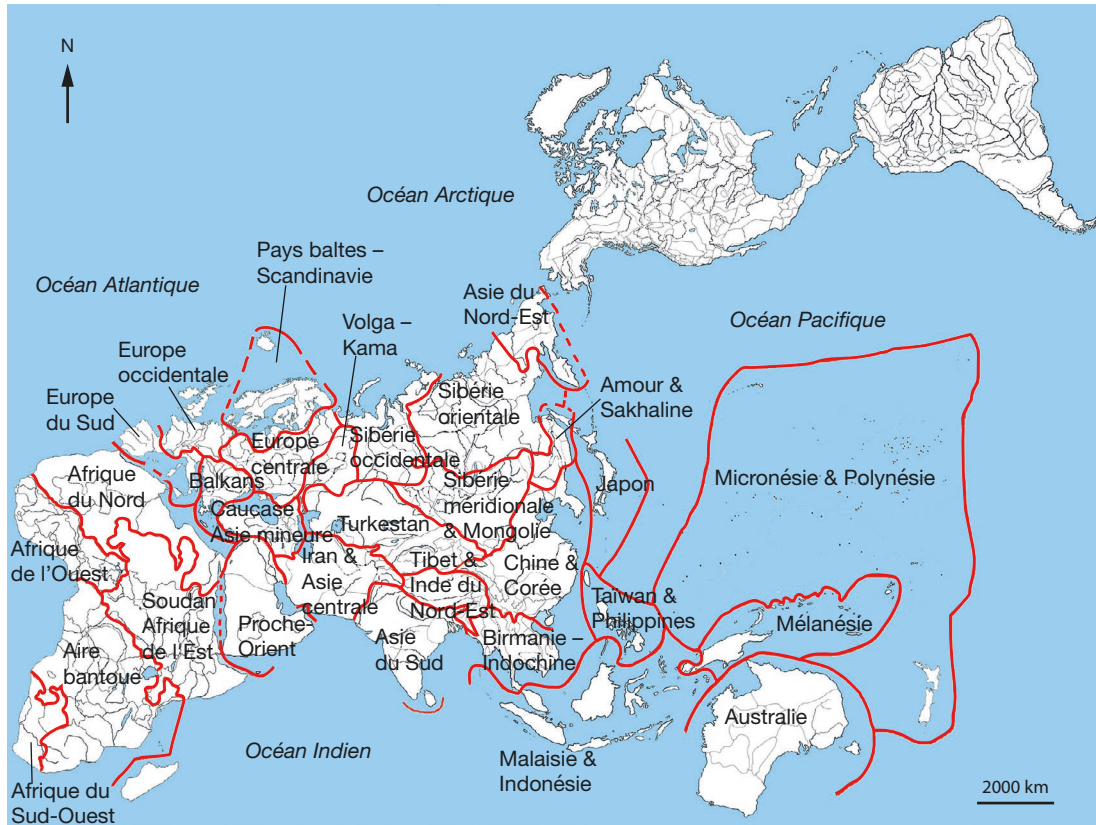 N
Océan Arctique
Pays baltes –
Scandinavie
Océan Atlantique
Asie du
Nord-Est
Volga –
Kama
Océan Pacifique
Europe
occidentale
Amour &
Sakhaline
Europe
du Sud
Sibérie
orientale
Europe
centrale
Siberie
occidentale
Afrique
du Nord
Balkans
Sibérie
méridionale
& Mongolie
Japon
Micronésie & Polynésie
Caucase
Asie mineure
Turkestan
Afrique
de l'Ouest
Iran &
Asie
centrale
Tibet &
Inde du
Nord-Est
Chine &
Corée
Soudan
Afrique
de l'Est
Proche-
Orient
Taïwan &
Philippines
Mélanésie
Aire
bantoue
Asie
du Sud
Birmanie –
Indochine
Australie
Océan Indien
Malaisie &
Indonésie
Afrique du
Sud-Ouest
2000 km